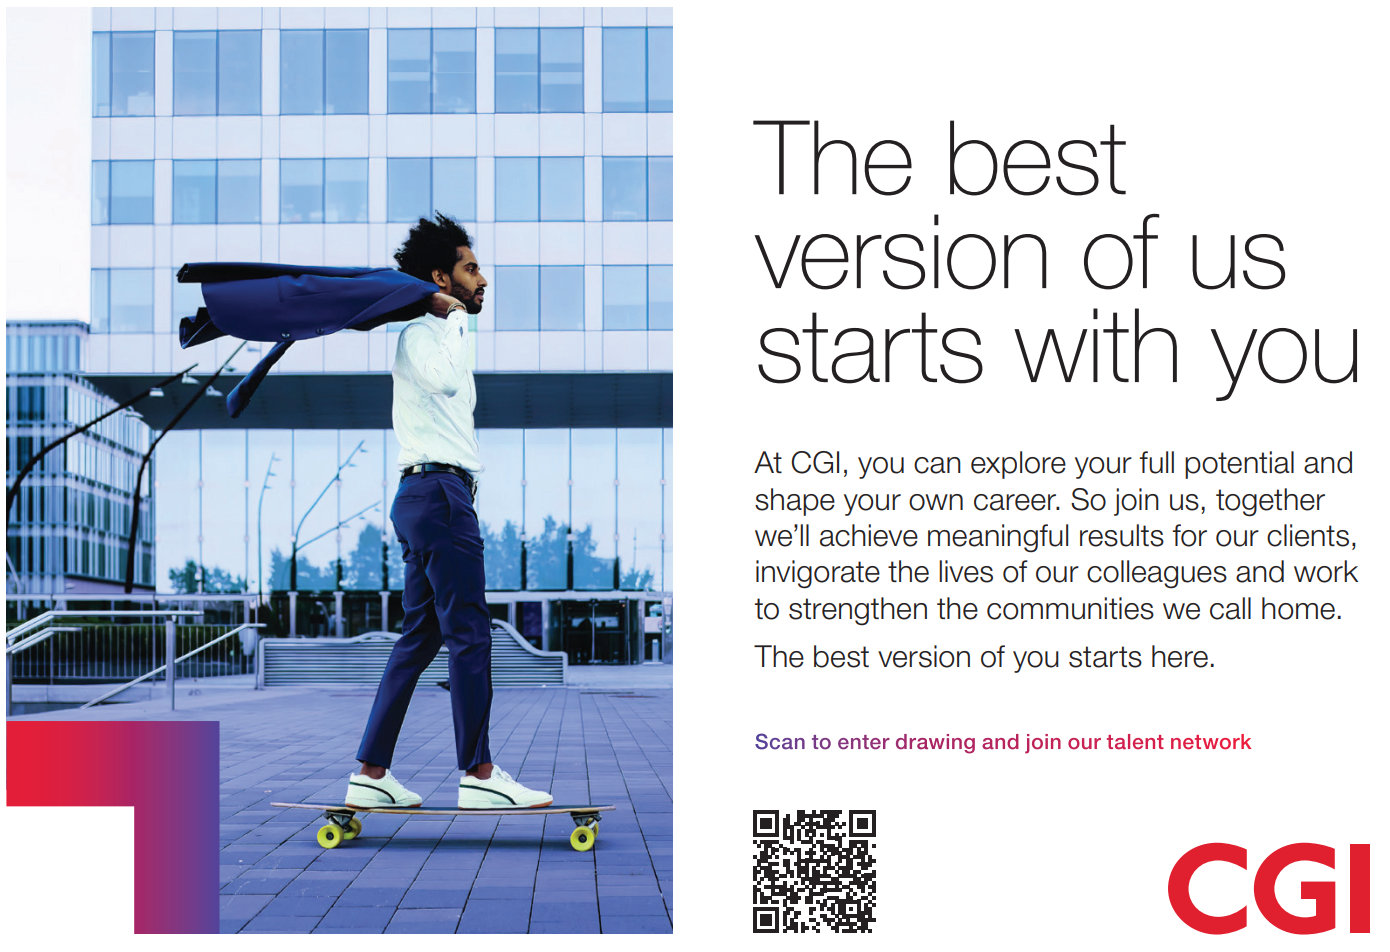 The best
version of us
starts with you
At CGI, you can explore your full potential and
shape your own career. So join us, together
we’ll achieve meaningful results for our clients,
invigorate the lives of our colleagues and work
to strengthen the communities we call home.
The best version of you starts here.
Scan to enter drawing and join our talent network
CGI